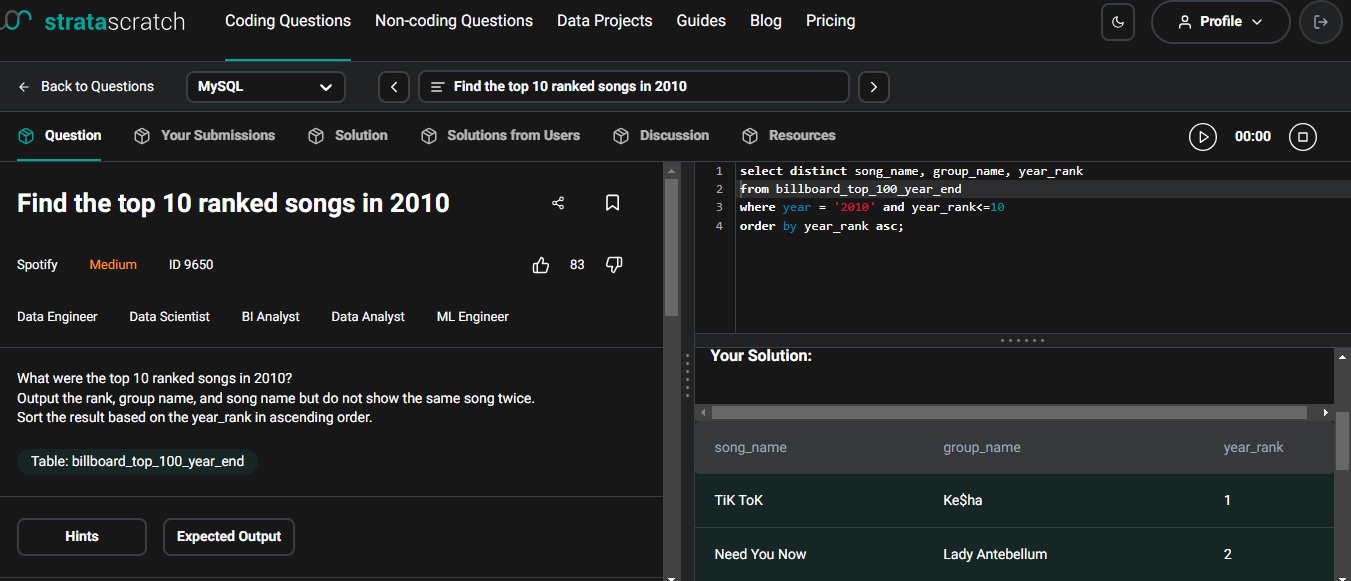 stratascratch
Coding Questions
Non-coding Questions
Data Projects
Guides
Blog
Pricing
Profile
Back to Questions
MySQL
Find the top 10 ranked songs in 2010
Question
Your Submissions
Solution
Solutions from Users
Discussion
Resources
00:00
Find the top 10 ranked songs in 2010
Spotify
Medium
ID 9650
83
Data Engineer
Data Scientist
BI Analyst
Data Analyst
ML Engineer
What were the top 10 ranked songs in 2010?
Output the rank, group name, and song name but do not show the same song twice.
Sort the result based on the year_rank in ascending order.
Table: billboard_top_100_year_end
Hints
Expected Output
1 select distinct song_name, group_name, year_rank
2 from billboard_top_100_year_end
3 where year = '2010' and year_rank<=10
4 order by year_rank asc;
Your Solution:
song_name group_name year_rank
TiK ToK Ke$ha 1
Need You Now Lady Antebellum 2